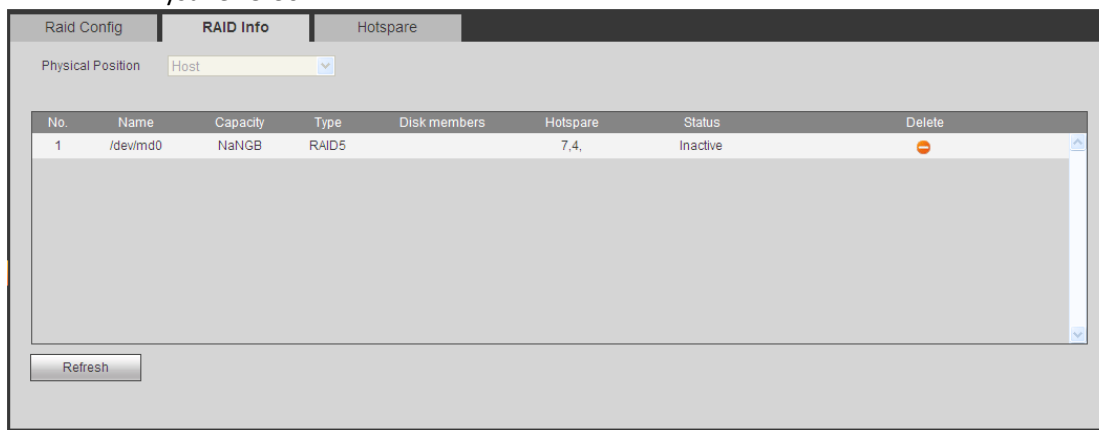 Raid Config RAID Info Hotspare
Physical Position Host
No. Name Capacity Type Disk members Hotspare Status Delete
1 /dev/md0 NaNGB RAID5 7,4, Inactive
Refresh